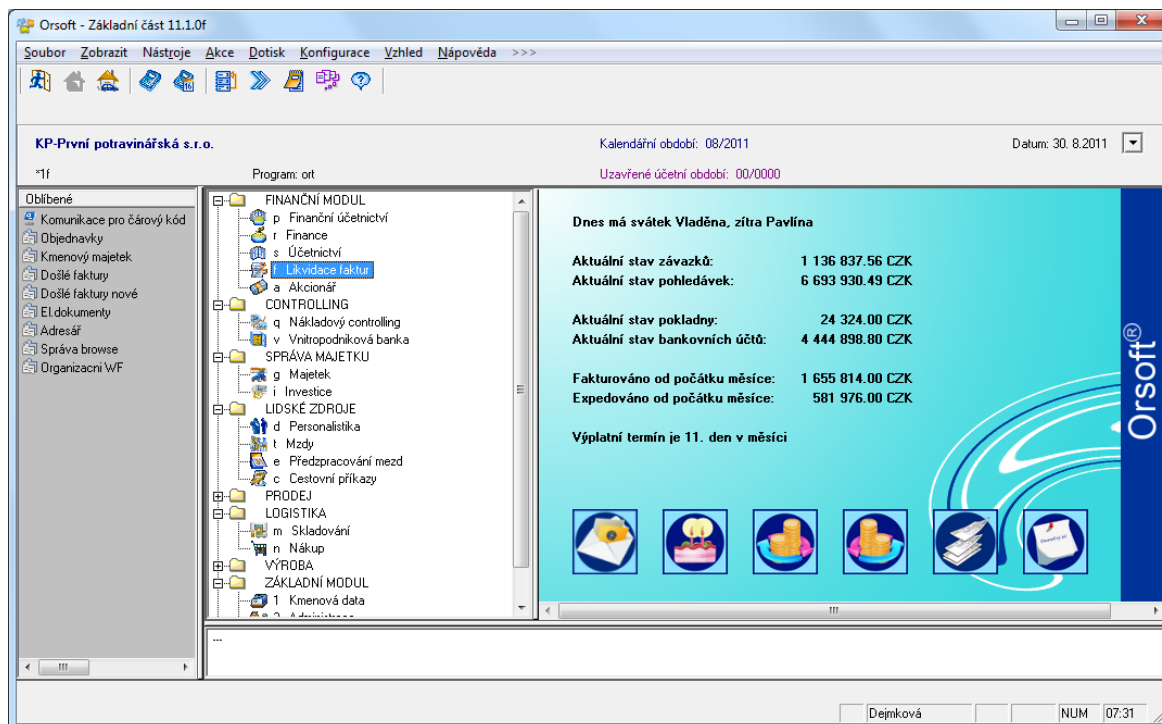 Orsoft - Základní část 11.1.0f
Soubor Zobrazit Nástroje Akce Dotisk Konfigurace Vzhled Nápověda >>>
16
KP-První potravinářská s.r.o.
Kalendářní období: 08/2011
Datum: 30. 8.2011
*1f
Program: ort
Uzavřené účetní období: 00/0000
Oblíbené
Komunikace pro čárový kód
Objednavky
Kmenový majetek
Došlé faktury
Došlé faktury nové
El.dokumenty
Adresář
Správa browse
Organizacni WF
FINANČNÍ MODUL
p Finanční účetnictví
r Finance
s Účetnictví
f Likvidace faktur
a Akcionář
CONTROLLING
q Nákladový controlling
v Vnitropodniková banka
SPRÁVA MAJETKU
g Majetek
i Investice
LIDSKÉ ZDROJE
d Personalistika
t Mzdy
e Předzpracování mezd
c Cestovní příkazy
PRODEJ
LOGISTIKA
m Skladování
n Nákup
VÝROBA
ZÁKLADNÍ MODUL
1 Kmenová data
Dnes má svátek Vladěna, zítra Pavlína
Aktuální stav závazků: 1 136 837.56 CZK
Aktuální stav pohledávek: 6 693 930.49 CZK
Aktuální stav pokladny: 24 324.00 CZK
Aktuální stav bankovních účtů: 4 444 898.80 CZK
Fakturováno od počátku měsíce: 1 655 814.00 CZK
Expedováno od počátku měsíce: 581 976.00 CZK
Výplatní termín je 11. den v měsíci
Orsoft®
...
Dejmková
NUM
07:31